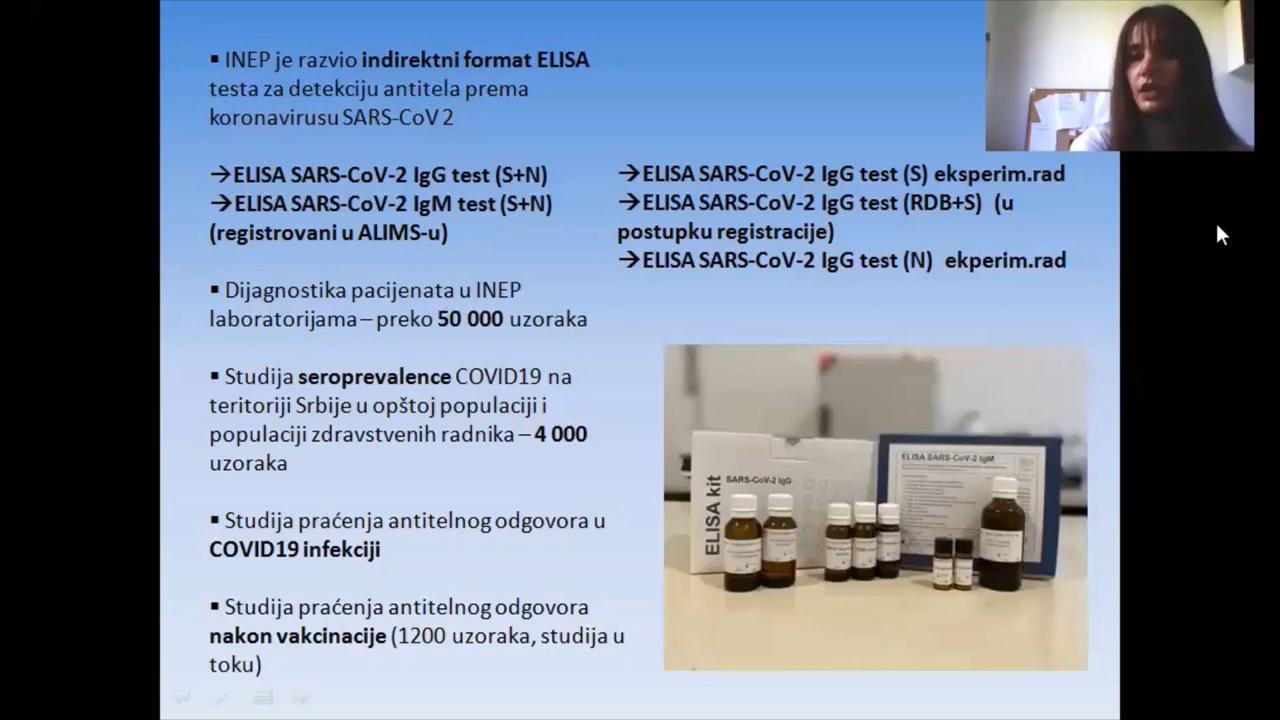 ▪ INEP je razvio indirektni format ELISA
testa za detekciju antitela prema
koronavirusu SARS-CoV 2
→ELISA SARS-CoV-2 IgG test (S+N)
→ELISA SARS-CoV-2 IgM test (S+N)
(registrovani u ALIMS-u)
→ELISA SARS-CoV-2 IgG test (S) eksperim.rad
→ELISA SARS-CoV-2 IgG test (RDB+S) (u
postupku registracije)
→ELISA SARS-CoV-2 IgG test (N) ekperim.rad
▪ Dijagnostika pacijenata u INEP
laboratorijama – preko 50 000 uzoraka
▪ Studija seroprevalence COVID19 na
teritoriji Srbije u opštoj populaciji i
populaciji zdravstvenih radnika – 4 000
uzoraka
▪ Studija praćenja antitelnog odgovora u
COVID19 infekciji
▪ Studija praćenja antitelnog odgovora
nakon vakcinacije (1200 uzoraka, studija u
toku)
ELISA kit
SARS-CoV-2 IgG
ELISA SARS-CoV-2 IgM